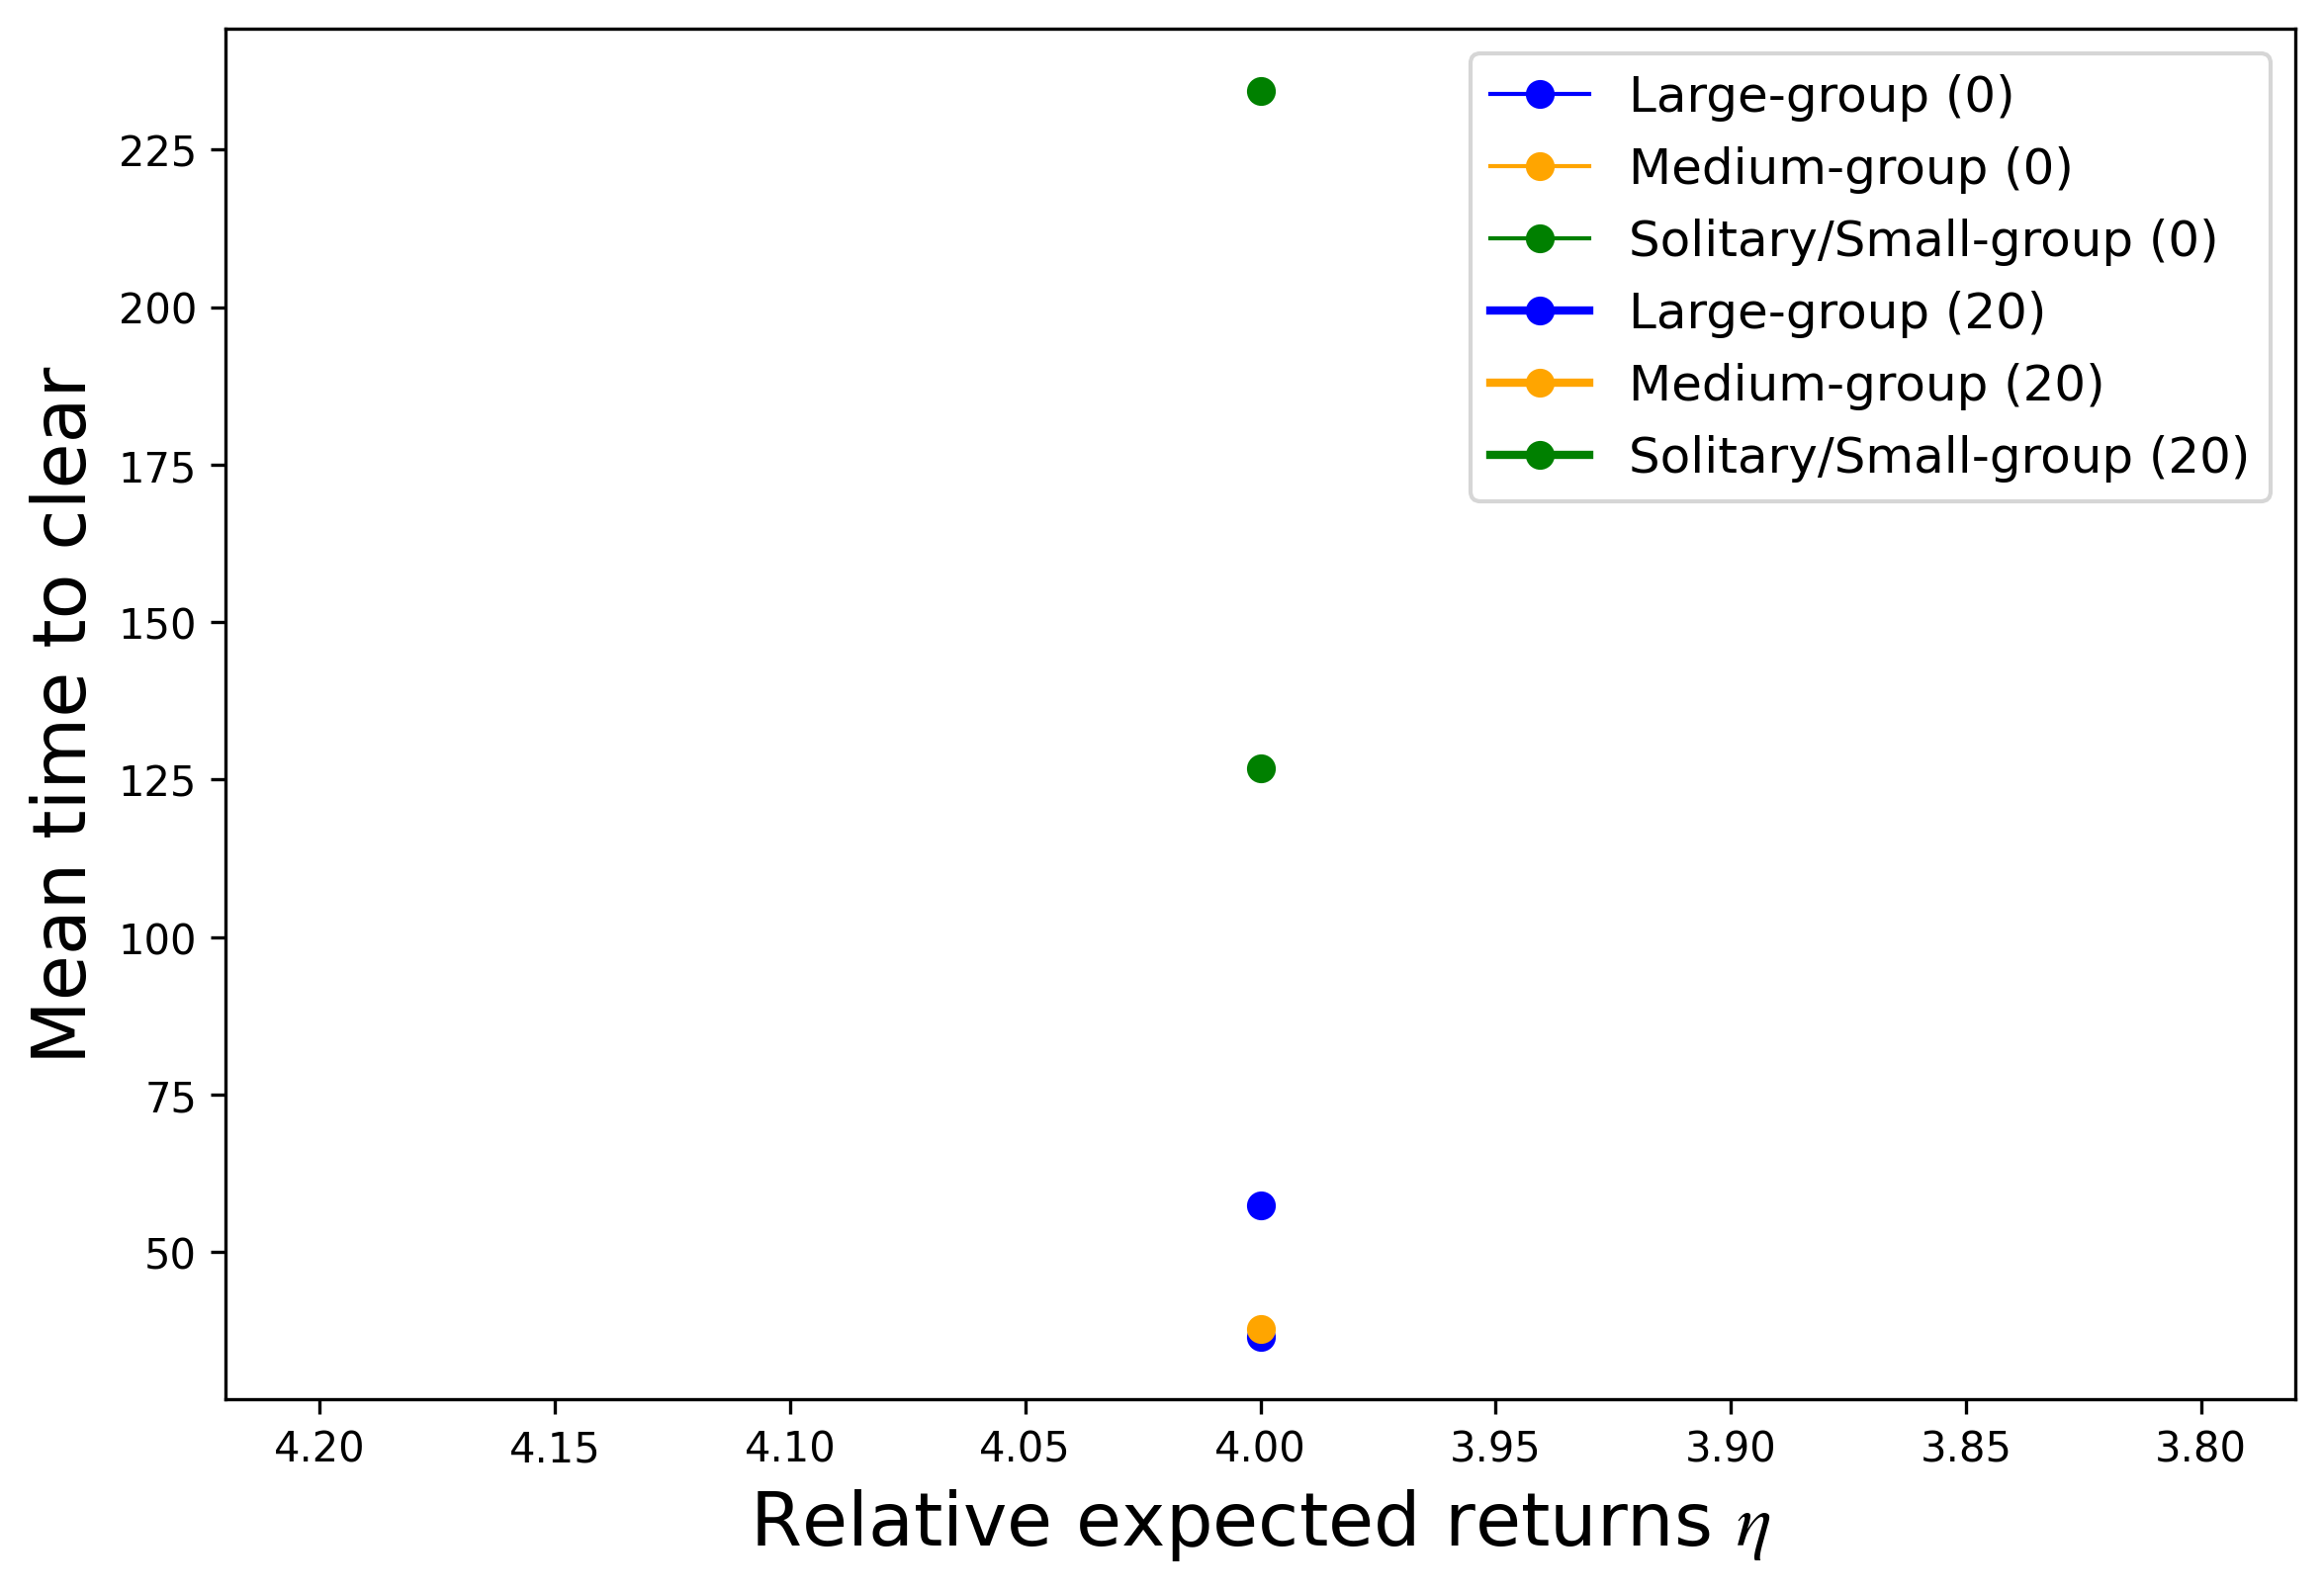 Large-group (0)
Medium-group (0)
Solitary/Small-group (0)
Large-group (20)
Medium-group (20)
Solitary/Small-group (20)
Mean time to clear
225
200
175
150
125
100
75
50
4.20 4.15 4.10 4.05 4.00 3.95 3.90 3.85 3.80
Relative expected returns η